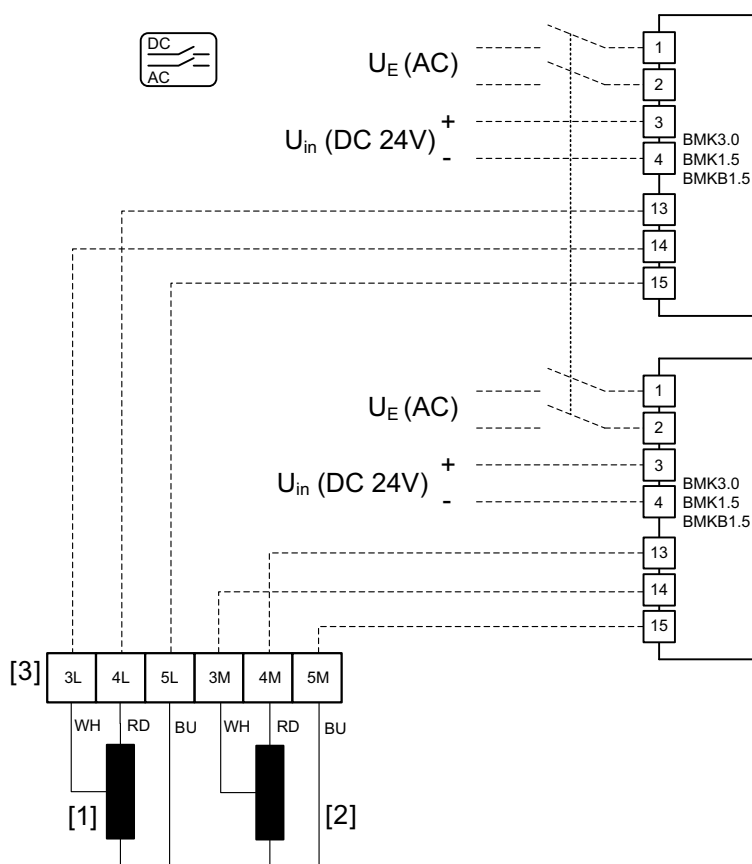 DC
AC
U_E (AC)
1
2
U_in (DC 24V)
+
-
3
4
BMK3.0
BMK1.5
BMKB1.5
13
14
15
U_E (AC)
1
2
U_in (DC 24V)
+
-
3
4
BMK3.0
BMK1.5
BMKB1.5
13
14
15
[3] 3L 4L 5L 3M 4M 5M
WH RD BU WH RD BU
[1] [2]